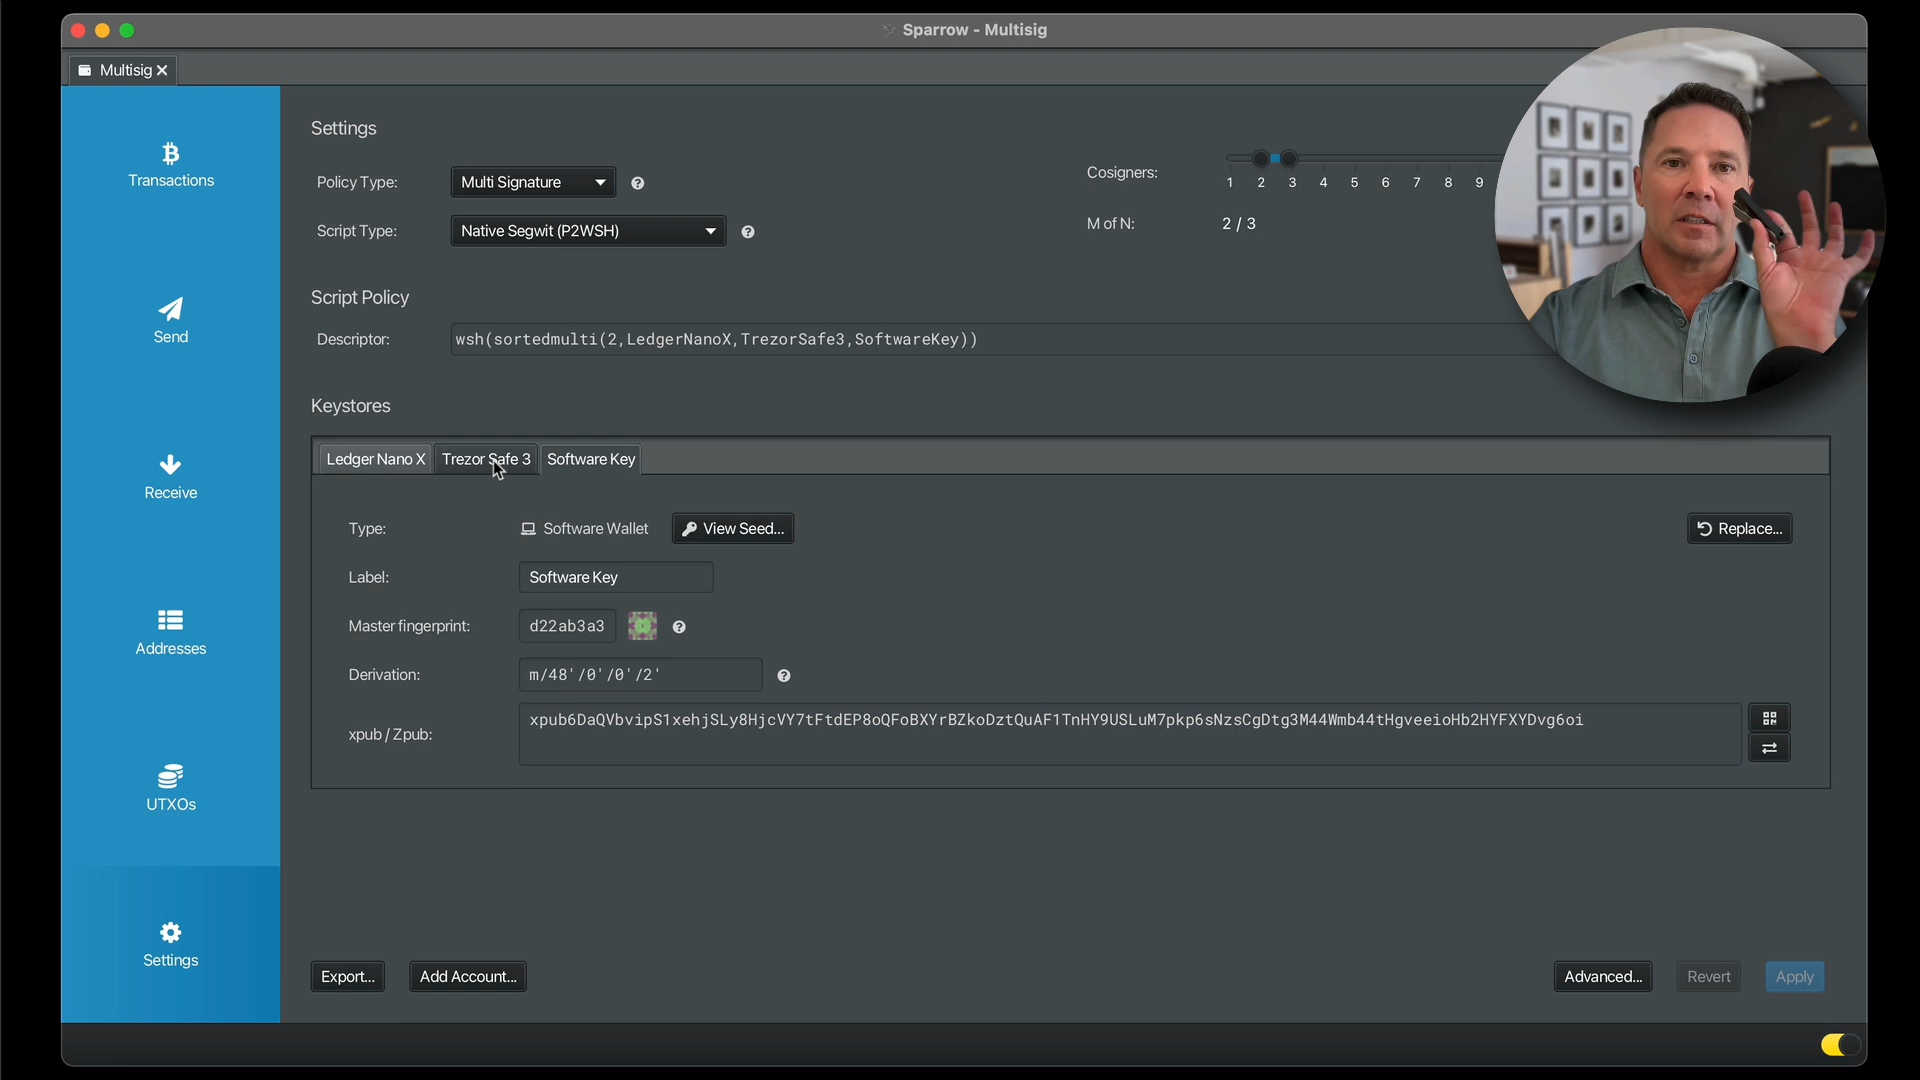 Sparrow - Multisig
Multisig
Transactions
Send
Receive
Addresses
UTXOs
Settings
Settings
Policy Type: Multi Signature
Script Type: Native Segwit (P2WSH)
Cosigners:
1 2 3 4 5 6 7 8 9
M of N: 2 / 3
Script Policy
Descriptor: wsh(sortedmulti(2,LedgerNanoX,TrezorSafe3,SoftwareKey))
Keystores
Ledger Nano X Trezor Safe 3 Software Key
Type: Software Wallet View Seed... Replace...
Label: Software Key
Master fingerprint: d22ab3a3
Derivation: m/48'/0'/0'/2'
xpub / Zpub: xpub6DaQVbvipS1xehjSLy8HjcVY7tFtdEP8oQFoBXYrBZkoDztQuAF1TnHY9USLuM7pkp6sNzsCgDtg3M44Wmb44tHgveeioHb2HYFXYDvg6oi
Export... Add Account... Advanced... Revert Apply